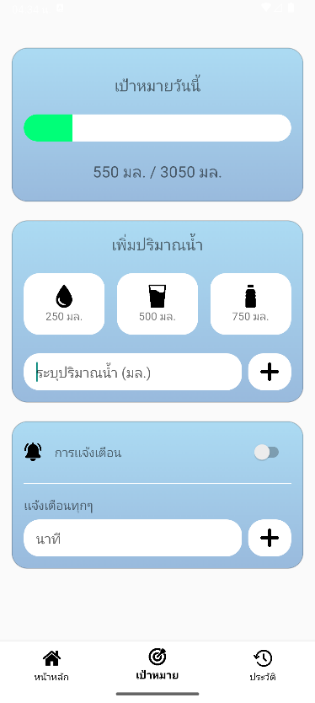 เป้าหมายวันนี้
550 มล. / 3050 มล.
เพิ่มปริมาณน้ำ
250 มล.
500 มล.
750 มล.
ระบุปริมาณน้ำ (มล.)
การแจ้งเตือน
แจ้งเตือนทุกๆ
นาที
หน้าหลัก
เป้าหมาย
ประวัติ